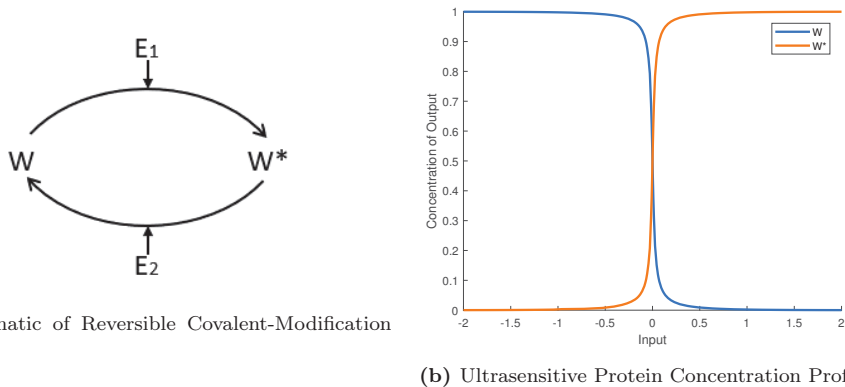 E1
W
W*
E2
matic of Reversible Covalent-Modification
1
0.9
0.8
0.7
0.6
0.5
0.4
0.3
0.2
0.1
0
Concentration of Output
-2
-1.5
-1
-0.5
0
0.5
1
1.5
2
Input
W
W*
(b) Ultrasensitive Protein Concentration Prof